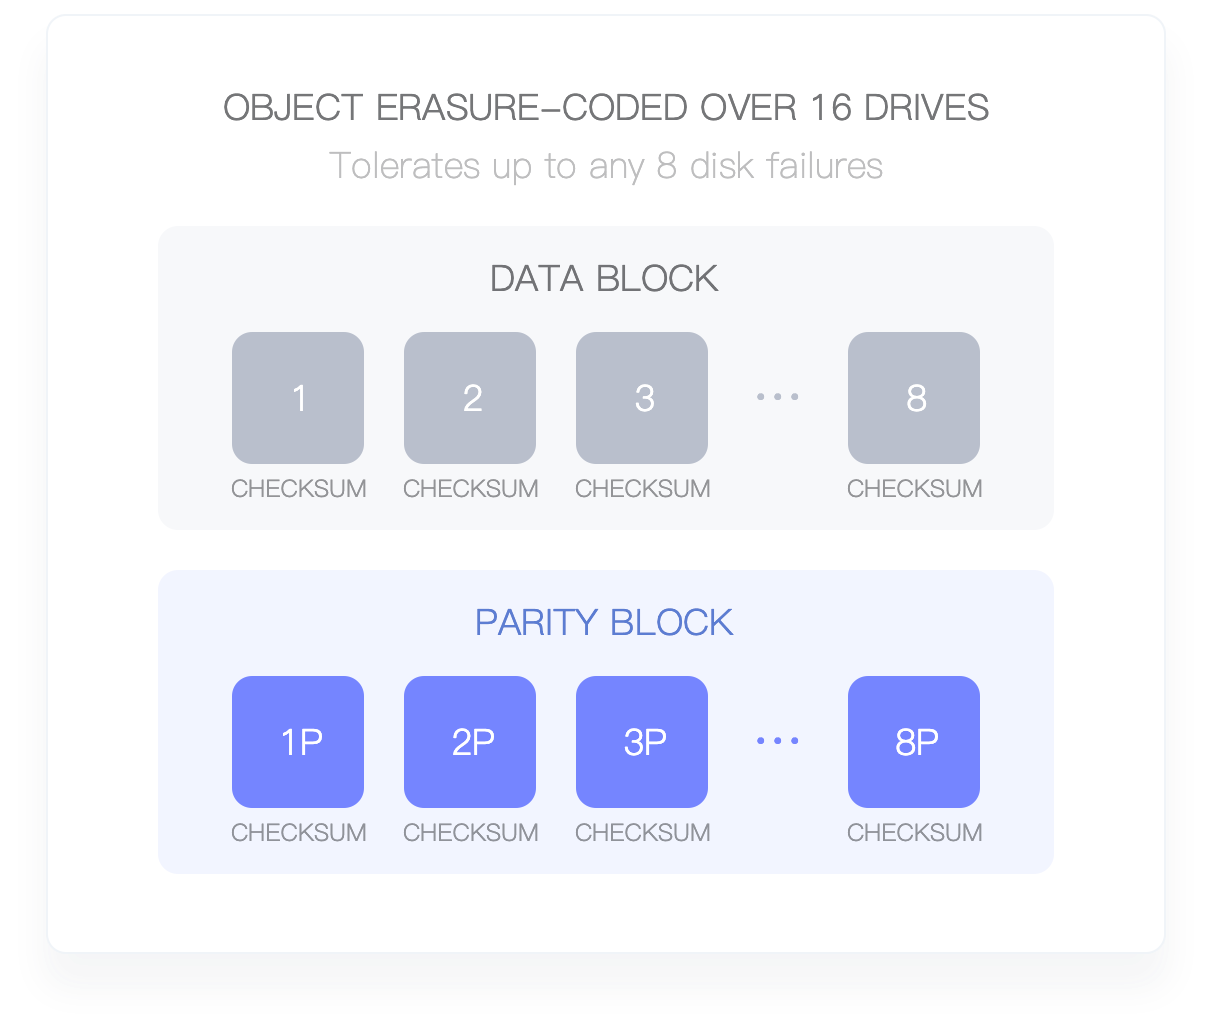 OBJECT ERASURE–CODED OVER 16 DRIVES
Tolerates up to any 8 disk failures
DATA BLOCK
1 2 3 ••• 8
CHECKSUM CHECKSUM CHECKSUM CHECKSUM
PARITY BLOCK
1P 2P 3P ••• 8P
CHECKSUM CHECKSUM CHECKSUM CHECKSUM